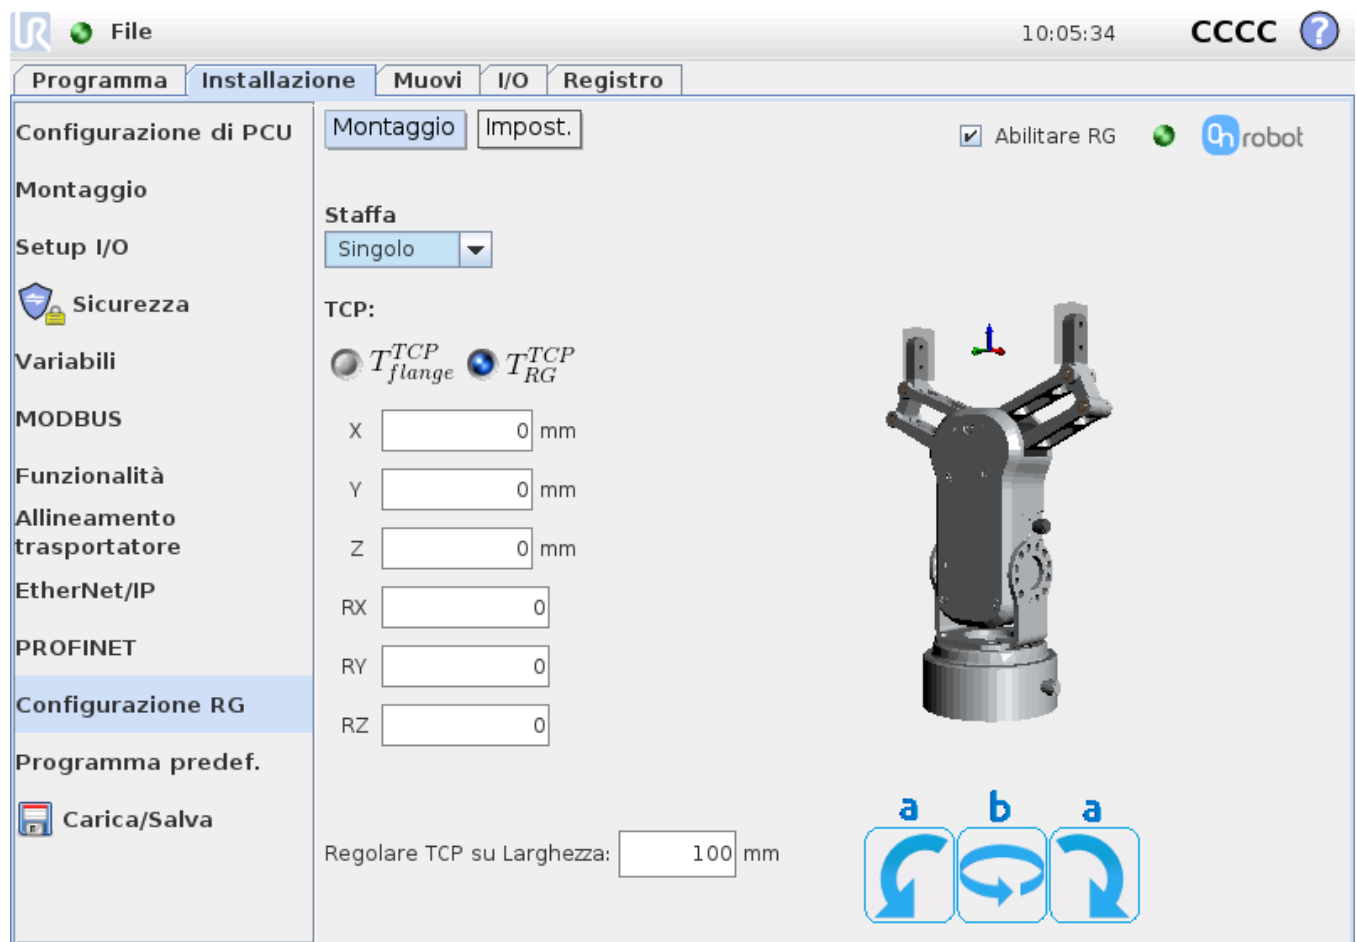 UR File 10:05:34 CCCC ?
Programma Installazione Muovi I/O Registro
Configurazione di PCU
Montaggio
Setup I/O
Sicurezza
Variabili
MODBUS
Funzionalità
Allineamento
trasportatore
EtherNet/IP
PROFINET
Configurazione RG
Programma predef.
Carica/Salva
Montaggio Impost. Abilitare RG On robot
Staffa
Singolo
TCP:
T^{TCP}_{flange} T^{TCP}_{RG}
X 0 mm
Y 0 mm
Z 0 mm
RX 0
RY 0
RZ 0
Regolare TCP su Larghezza: 100 mm
a b a